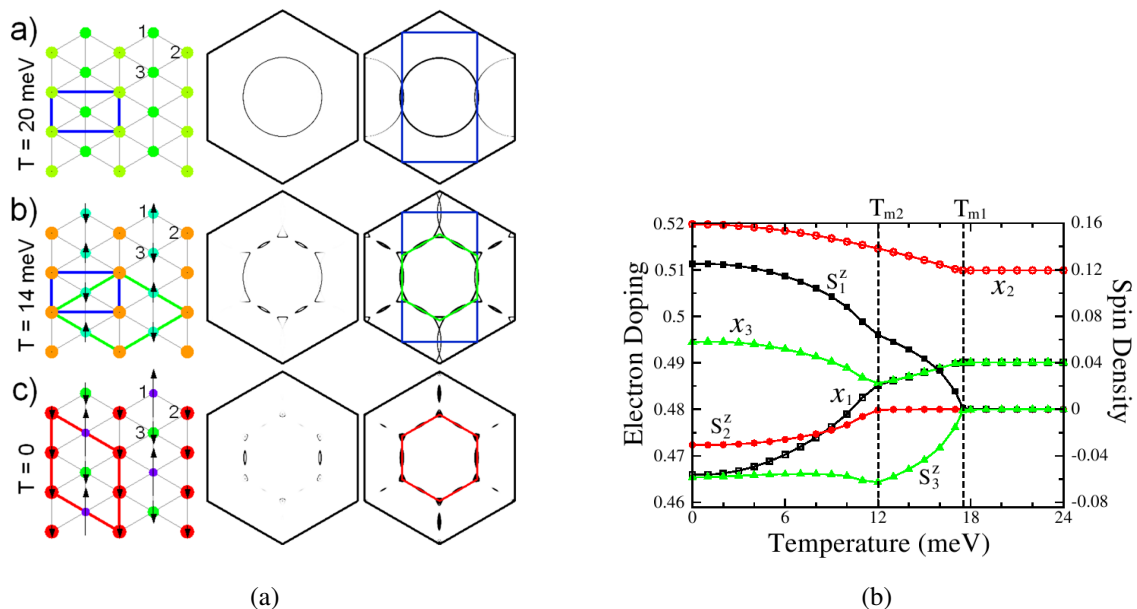 a)
T = 20 meV
1
2
3
b)
T = 14 meV
1
2
3
c)
T = 0
1
2
3
(a)
T_m2 T_m1
0.52
0.51
0.5
0.49
0.48
0.47
0.46
Electron Doping
0.16
0.12
0.08
0.04
0
-0.04
-0.08
Spin Density
S_1^z
x_2
x_3
x_1
S_2^z
S_3^z
0 6 12 18 24
Temperature (meV)
(b)